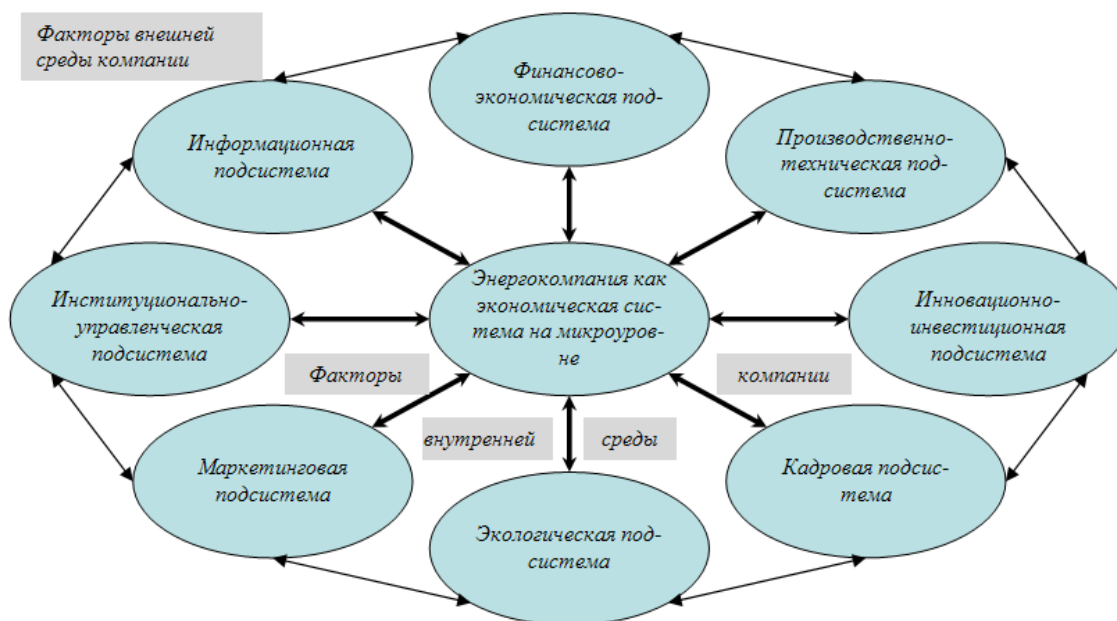 Факторы внешней
среды компании
Финансово-
экономическая под-
система
Информационная
подсистема
Производственно-
техническая под-
система
Институционально-
управленческая
подсистема
Энергокомпания как
экономическая сис-
тема на микроуров-
не
Инновационно-
инвестиционная
подсистема
Факторы
компании
внутренней
среды
Маркетинговая
подсистема
Кадровая подсис-
тема
Экологическая под-
система